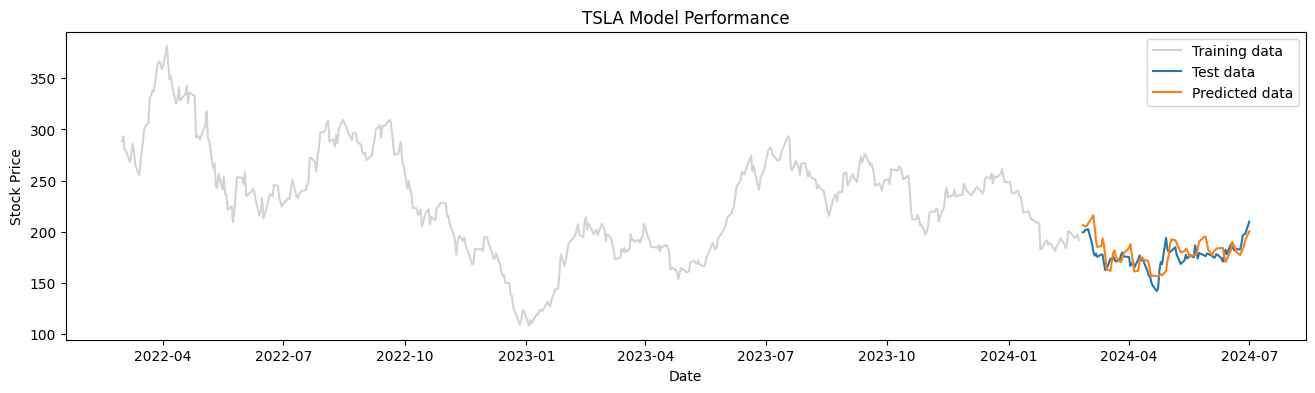 TSLA Model Performance
Training data
Test data
Predicted data
Stock Price
350
300
250
200
150
100
2022-04 2022-07 2022-10 2023-01 2023-04 2023-07 2023-10 2024-01 2024-04 2024-07
Date